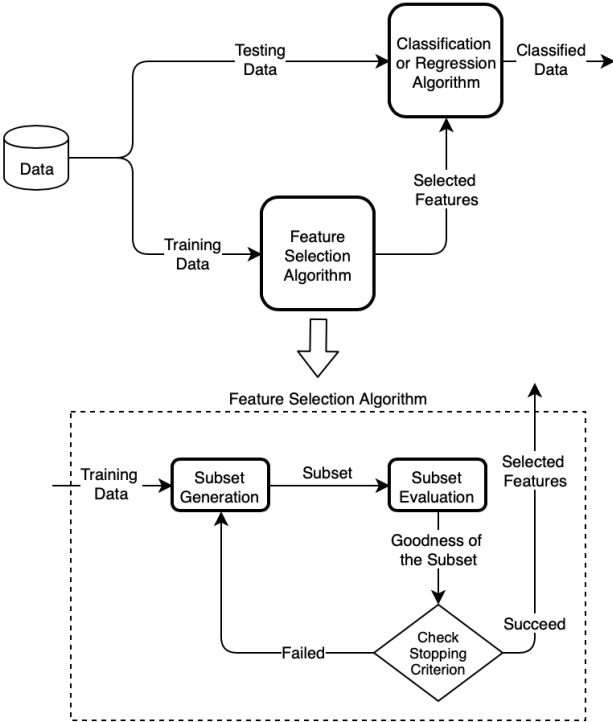 Testing
Data
Classification
or Regression
Algorithm
Classified
Data
Data
Selected
Features
Training
Data
Feature
Selection
Algorithm
Feature Selection Algorithm
Training
Data
Subset
Generation
Subset
Subset
Evaluation
Selected
Features
Goodness of
the Subset
Succeed
Check
Stopping
Criterion
Failed